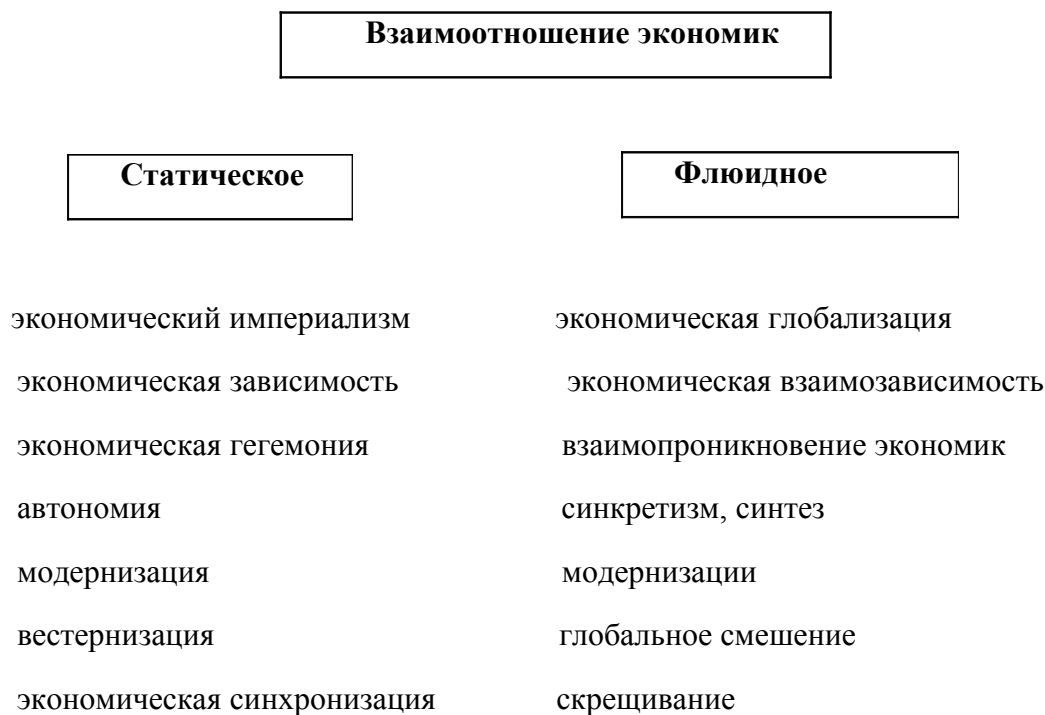 Взаимоотношение экономик
Статическое
Флюидное
экономический империализм
экономическая глобализация
экономическая зависимость
экономическая взаимозависимость
экономическая гегемония
взаимопроникновение экономик
автономия
синкретизм, синтез
модернизация
модернизации
вестернизация
глобальное смешение
экономическая синхронизация
скрещивание